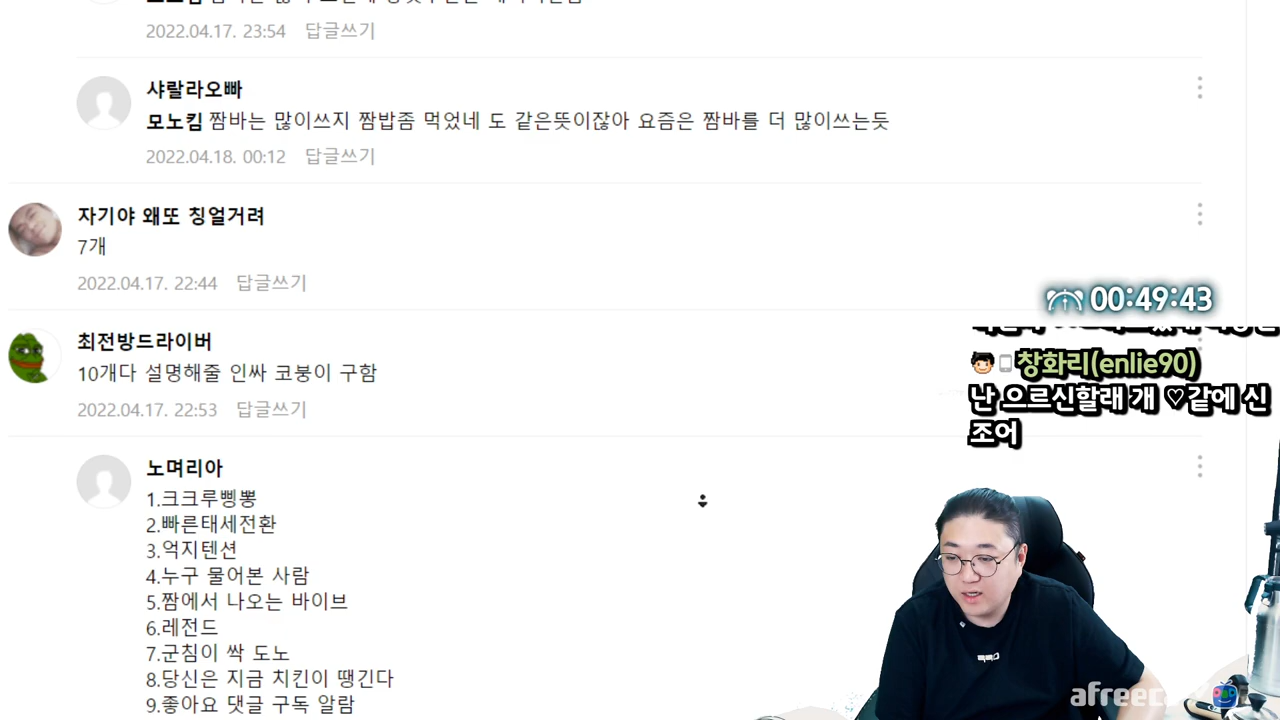 2022.04.17. 23:54 답글쓰기
샤랄라오빠
모노킴 짬바는 많이쓰지 짬밥좀 먹었네 도 같은뜻이잖아 요즘은 짬바를 더 많이쓰는듯
2022.04.18. 00:12 답글쓰기
자기야 왜또 칭얼거려
7개
2022.04.17. 22:44 답글쓰기
00:49:43
최전방드라이버
10개다 설명해줄 인싸 코붕이 구함
2022.04.17. 22:53 답글쓰기
창화리(enlie90)
난 으르신할래 개 ♡같에 신
조어
노며리아
1.크크루삥뽕
2.빠른태세전환
3.억지텐션
4.누구 물어본 사람
5.짬에서 나오는 바이브
6.레전드
7.군침이 싹 도노
8.당신은 지금 치킨이 땡긴다
9.좋아요 댓글 구독 알람